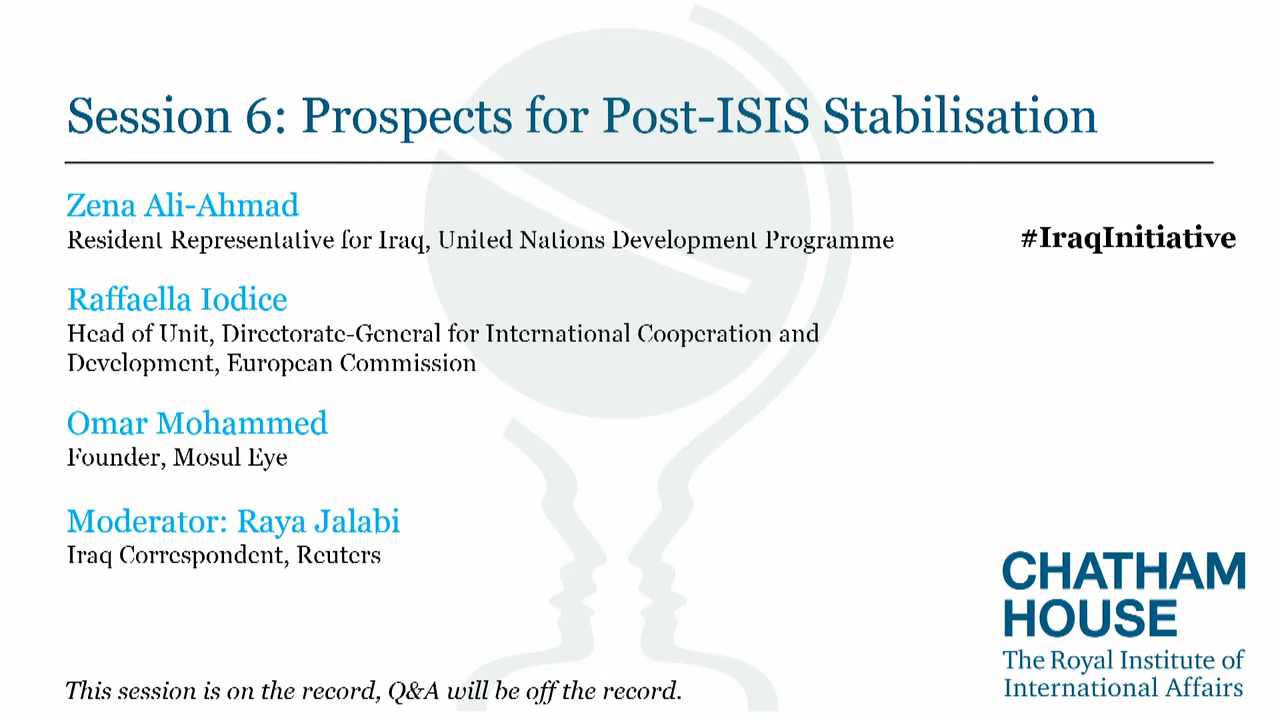 Session 6: Prospects for Post-ISIS Stabilisation
Zena Ali-Ahmad
Resident Representative for Iraq, United Nations Development Programme
#IraqInitiative
Raffaella Iodice
Head of Unit, Directorate-General for International Cooperation and
Development, European Commission
Omar Mohammed
Founder, Mosul Eye
Moderator: Raya Jalabi
Iraq Correspondent, Reuters
CHATHAM
HOUSE
The Royal Institute of
International Affairs
This session is on the record, Q&A will be off the record.